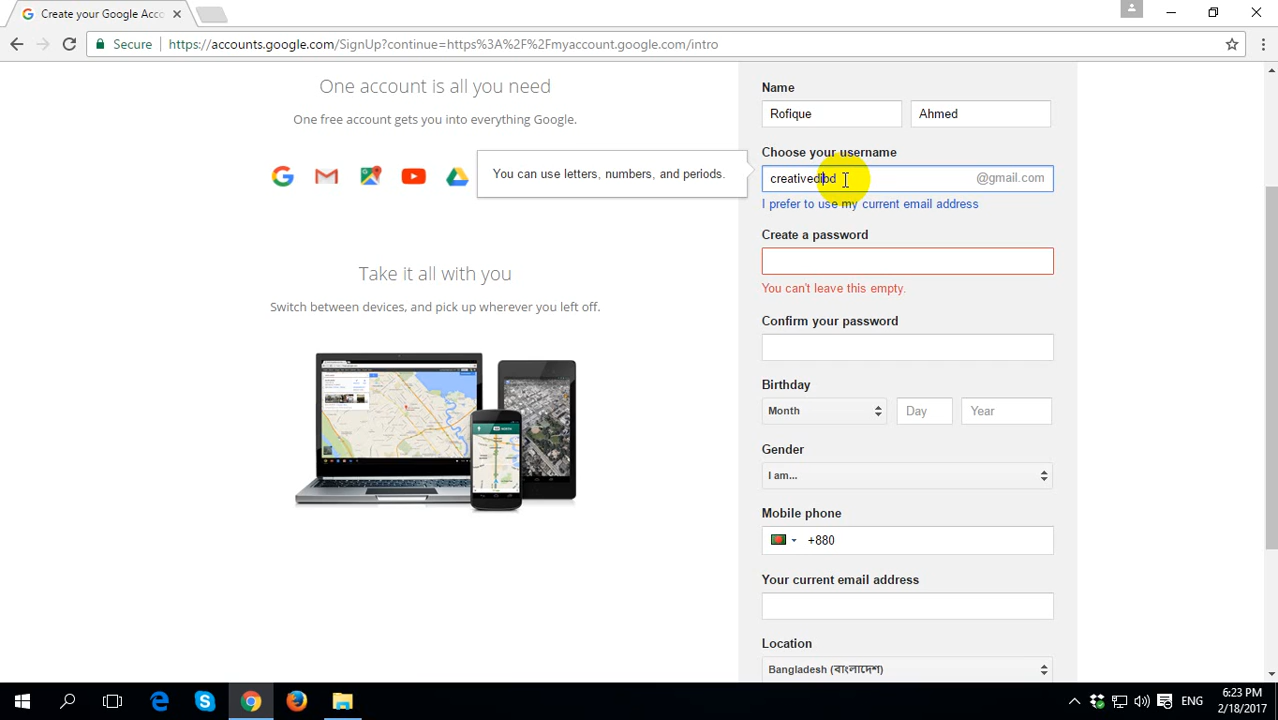 Create your Google Acco
Secure
https://accounts.google.com/SignUp?continue=https%3A%2F%2Fmyaccount.google.com/intro
One account is all you need
One free account gets you into everything Google.
You can use letters, numbers, and periods.
Take it all with you
Switch between devices, and pick up wherever you left off.
Name
Rofique
Ahmed
Choose your username
@gmail.com
I prefer to use my current email address
Create a password
You can't leave this empty.
Confirm your password
Birthday
Month
Day
Year
Gender
I am...
Mobile phone
+880
Your current email address
Location
Bangladesh (বাংলাদেশ)
ENG
6:23 PM
2/18/2017